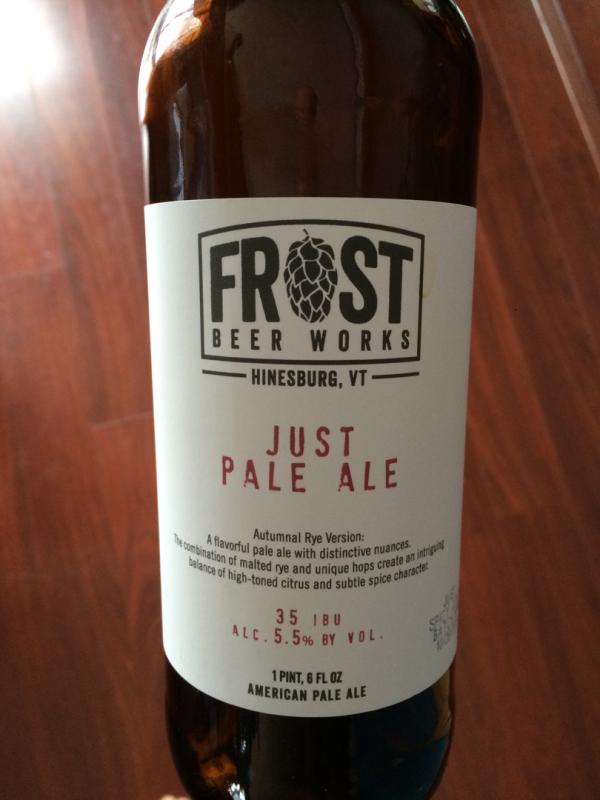 FROST
BEER WORKS
HINESBURG, VT
JUST
PALE ALE
Autumnal Rye Version:
A flavorful pale ale with distinctive nuances.
The combination of malted rye and unique hops create an intriguing
balance of high-toned citrus and subtle spice character.
35 IBU
ALC. 5.5% BY VOL.
1 PINT, 6 FL OZ
AMERICAN PALE ALE